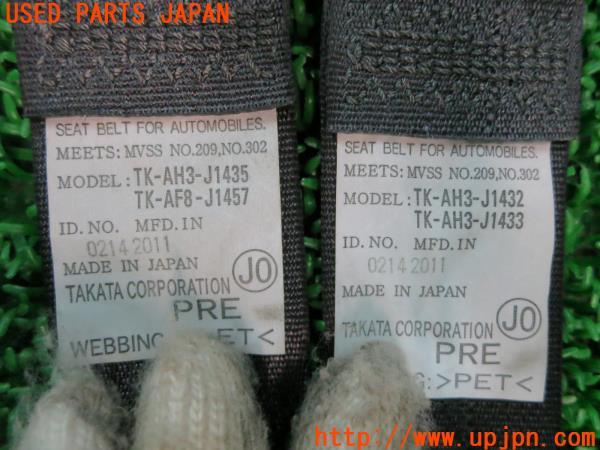 USED PARTS JAPAN
SEAT BELT FOR AUTOMOBILES.
MEETS: MVSS NO.209,NO.302
MODEL: TK-AH3-J1435
TK-AF8-J1457
ID.NO. MFD.IN
0214 2011
MADE IN JAPAN
TAKATA CORPORATION JO
PRE
WEBBING PET<
SEAT BELT FOR AUTOMOBILES.
MEETS: MVSS NO.209,NO.302
MODEL: TK-AH3-J1432
TK-AH3-J1433
ID.NO. MFD.IN
0214 2011
MADE IN JAPAN
TAKATA CORPORATION JO
PRE
G:>PET<
http://www.upjpn.com/